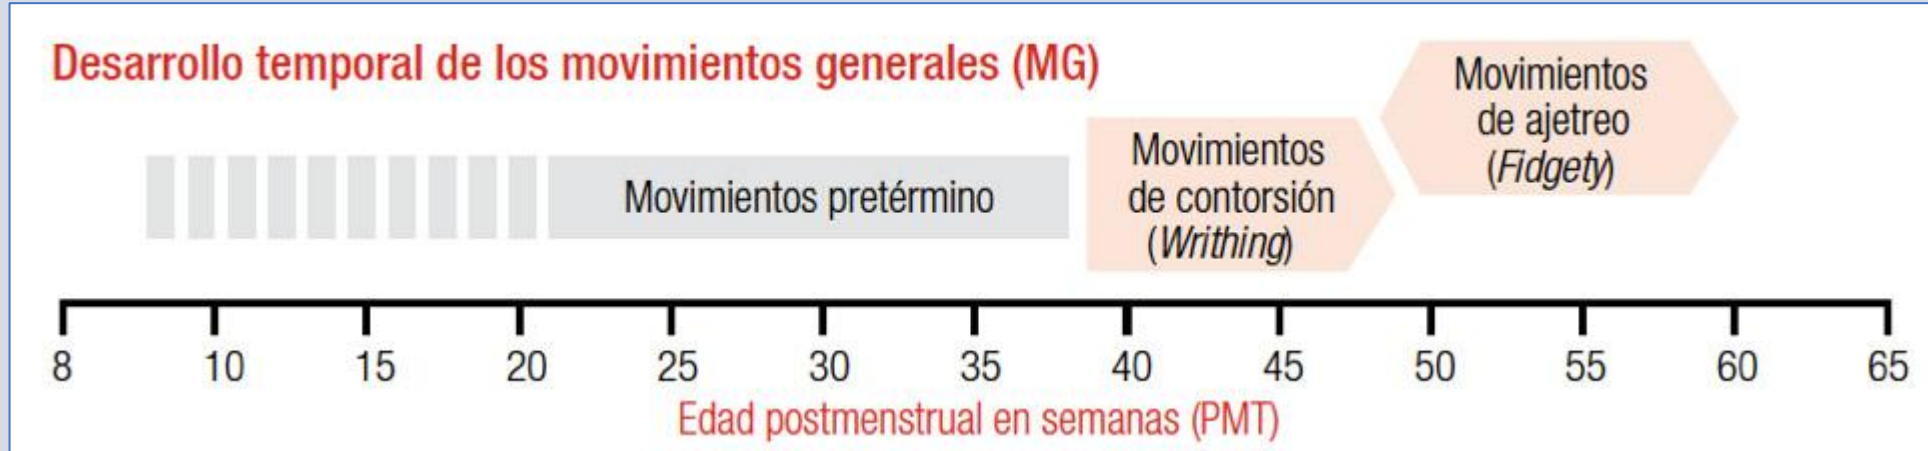 Desarrollo temporal de los movimientos generales (MG)
Movimientos
de ajetreo
(Fidgety)
Movimientos
de contorsión
(Writhing)
Movimientos pretérmino
8 10 15 20 25 30 35 40 45 50 55 60 65
Edad postmenstrual en semanas (PMT)